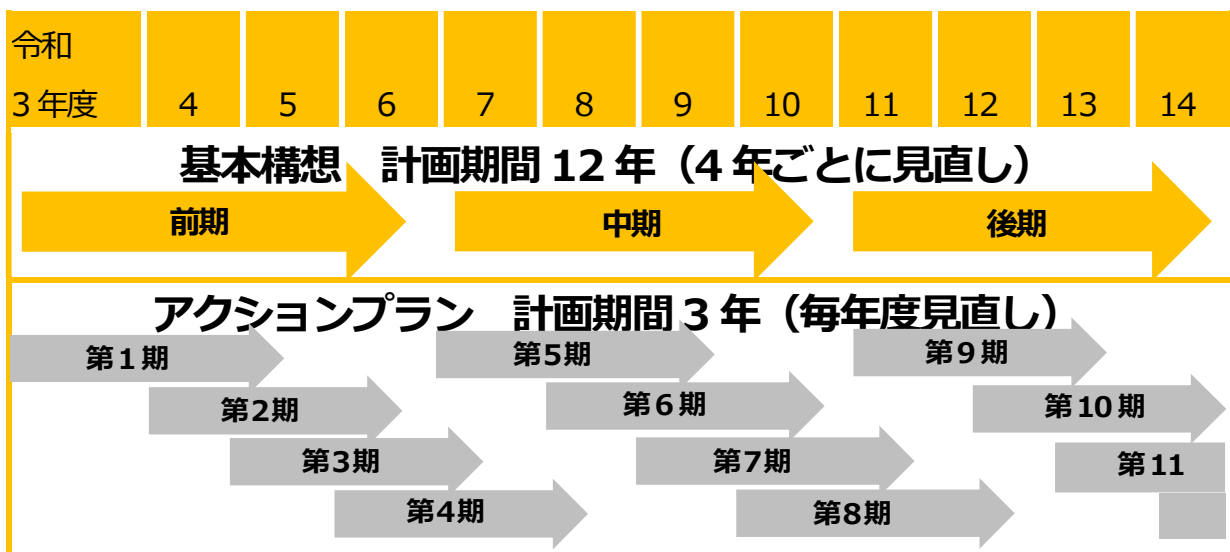 令和
3年度 4 5 6 7 8 9 10 11 12 13 14
基本構想 計画期間12年（4年ごとに見直し）
前期 中期 後期
アクションプラン 計画期間3年（毎年度見直し）
第1期 第5期 第9期
第2期 第6期 第10期
第3期 第7期 第11
第4期 第8期